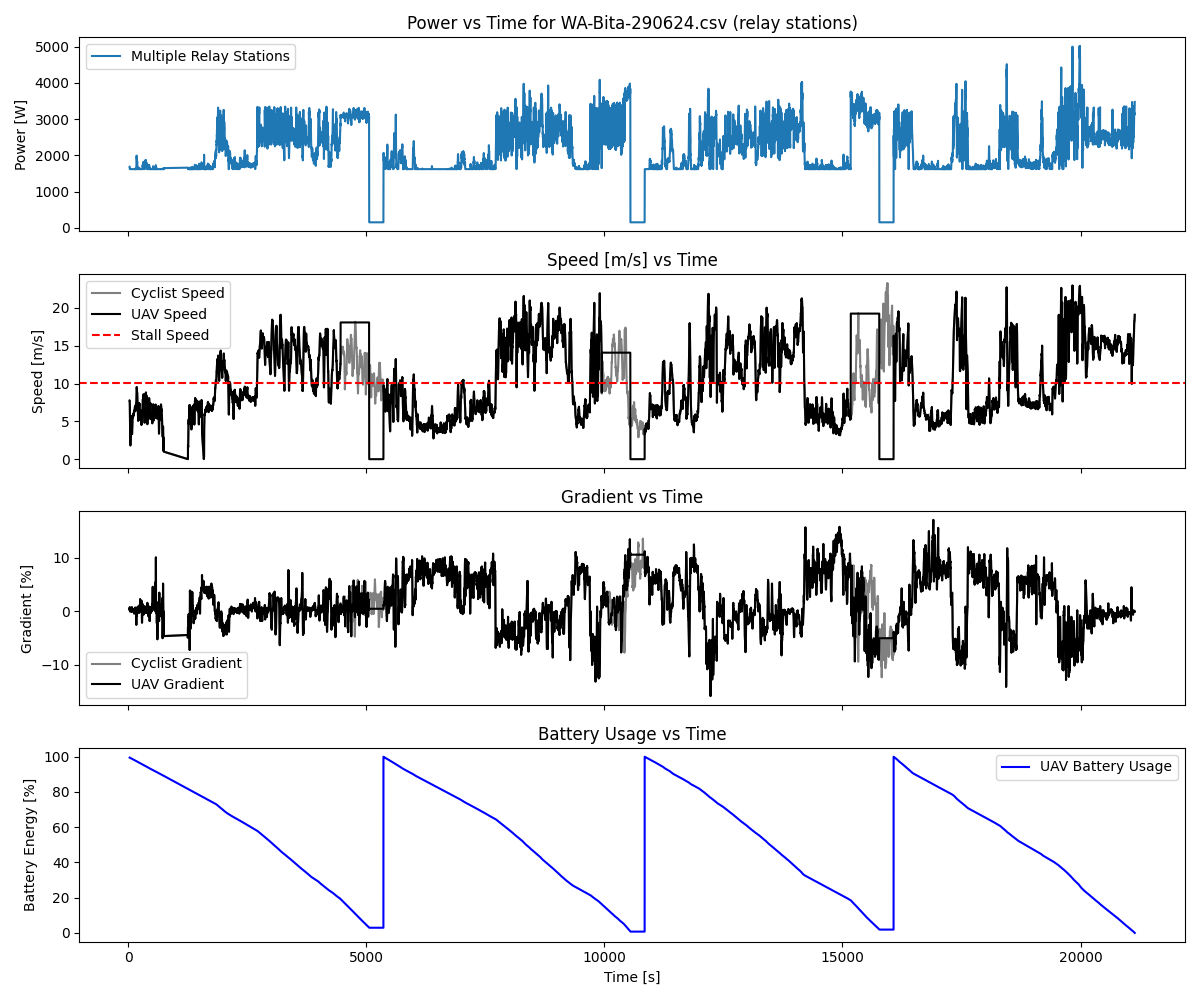 Power vs Time for WA-Bita-290624.csv (relay stations)
5000
4000
3000
2000
1000
0
Power [W]
Multiple Relay Stations
Speed [m/s] vs Time
20
15
10
5
0
Speed [m/s]
Cyclist Speed
UAV Speed
Stall Speed
Gradient vs Time
10
0
−10
Gradient [%]
Cyclist Gradient
UAV Gradient
Battery Usage vs Time
100
80
60
40
20
0
Battery Energy [%]
UAV Battery Usage
0 5000 10000 15000 20000
Time [s]